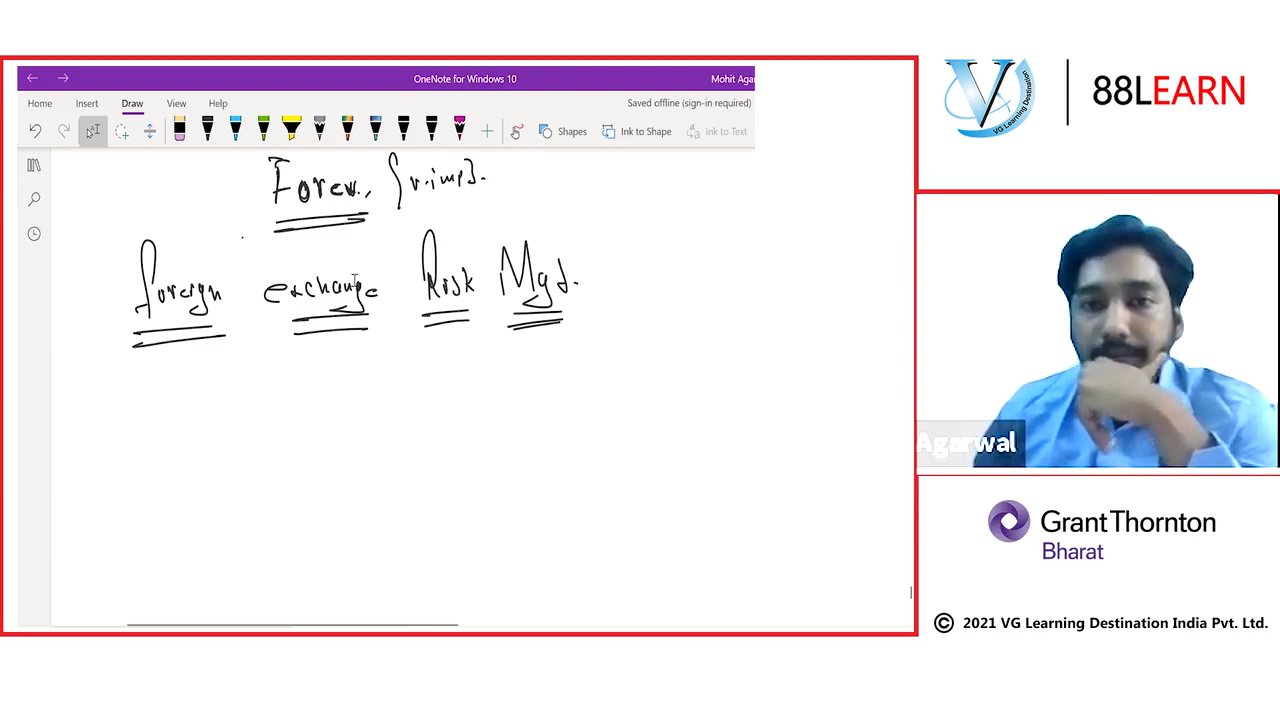 OneNote for Windows 10
Mohit Agar
Home Insert Draw View Help
Saved offline (sign-in required)
Shapes
Ink to Shape
Ink to Text
Forex. {v.imp}.
foreign exchange Risk Mgt.
V
VG Learning Destination
88LEARN
Agarwal
Grant Thornton
Bharat
© 2021 VG Learning Destination India Pvt. Ltd.